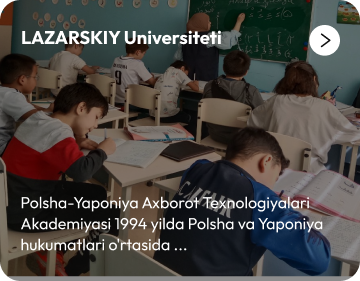 LAZARSKIY Universiteti
Polsha-Yaponiya Axborot Texnologiyalari
Akademiyasi 1994 yilda Polsha va Yaponiya
hukumatlari o'rtasida ...